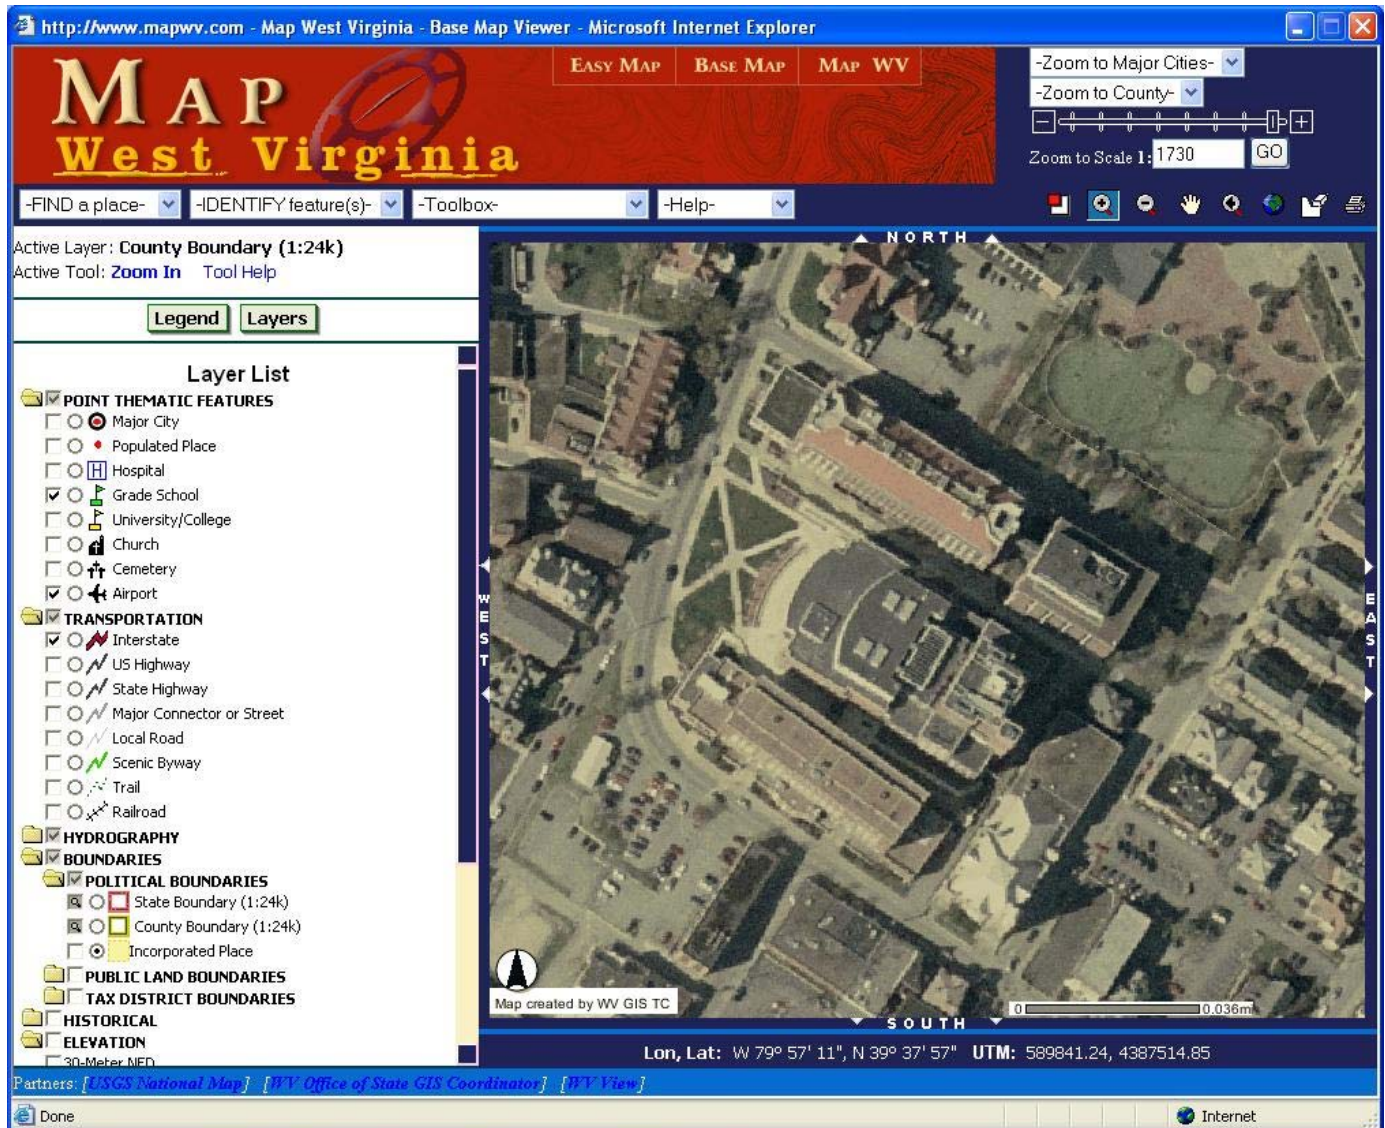 http://www.mapwv.com - Map West Virginia - Base Map Viewer - Microsoft Internet Explorer
MAP
West Virginia
EASY MAP BASE MAP MAP WV
-Zoom to Major Cities-
-Zoom to County-
Zoom to Scale 1: 1730 GO
-FIND a place- -IDENTIFY feature(s)- -Toolbox- -Help-
Active Layer: County Boundary (1:24k)
Active Tool: Zoom In Tool Help
Legend Layers
Layer List
POINT THEMATIC FEATURES
Major City
Populated Place
H Hospital
Grade School
University/College
Church
Cemetery
Airport
TRANSPORTATION
Interstate
US Highway
State Highway
Major Connector or Street
Local Road
Scenic Byway
Trail
Railroad
HYDROGRAPHY
BOUNDARIES
POLITICAL BOUNDARIES
State Boundary (1:24k)
County Boundary (1:24k)
Incorporated Place
PUBLIC LAND BOUNDARIES
TAX DISTRICT BOUNDARIES
HISTORICAL
ELEVATION
30-Meter NED
NORTH
WEST
EAST
Map created by WV GIS TC
0 0.036m
SOUTH
Lon, Lat: W 79º 57' 11", N 39º 37' 57" UTM: 589841.24, 4387514.85
Partners: [USGS National Map] [WV Office of State GIS Coordinator] [WV View]
Done Internet